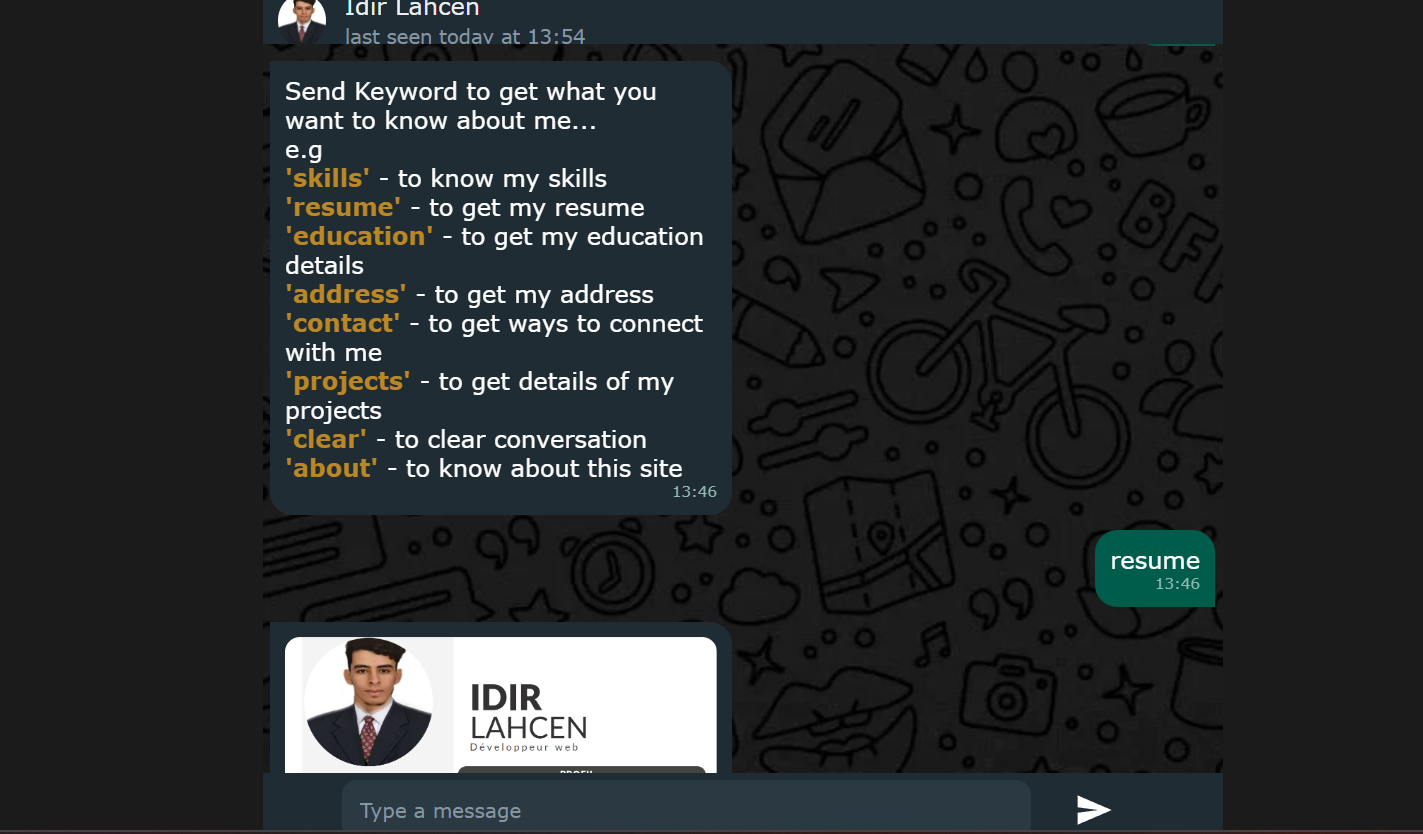 Idir Lahcen
last seen today at 13:54
Send Keyword to get what you
want to know about me...
e.g
'skills' - to know my skills
'resume' - to get my resume
'education' - to get my education
details
'address' - to get my address
'contact' - to get ways to connect
with me
'projects' - to get details of my
projects
'clear' - to clear conversation
'about' - to know about this site
13:46
resume
13:46
IDIR
LAHCEN
Développeur web
PROFIL
Type a message